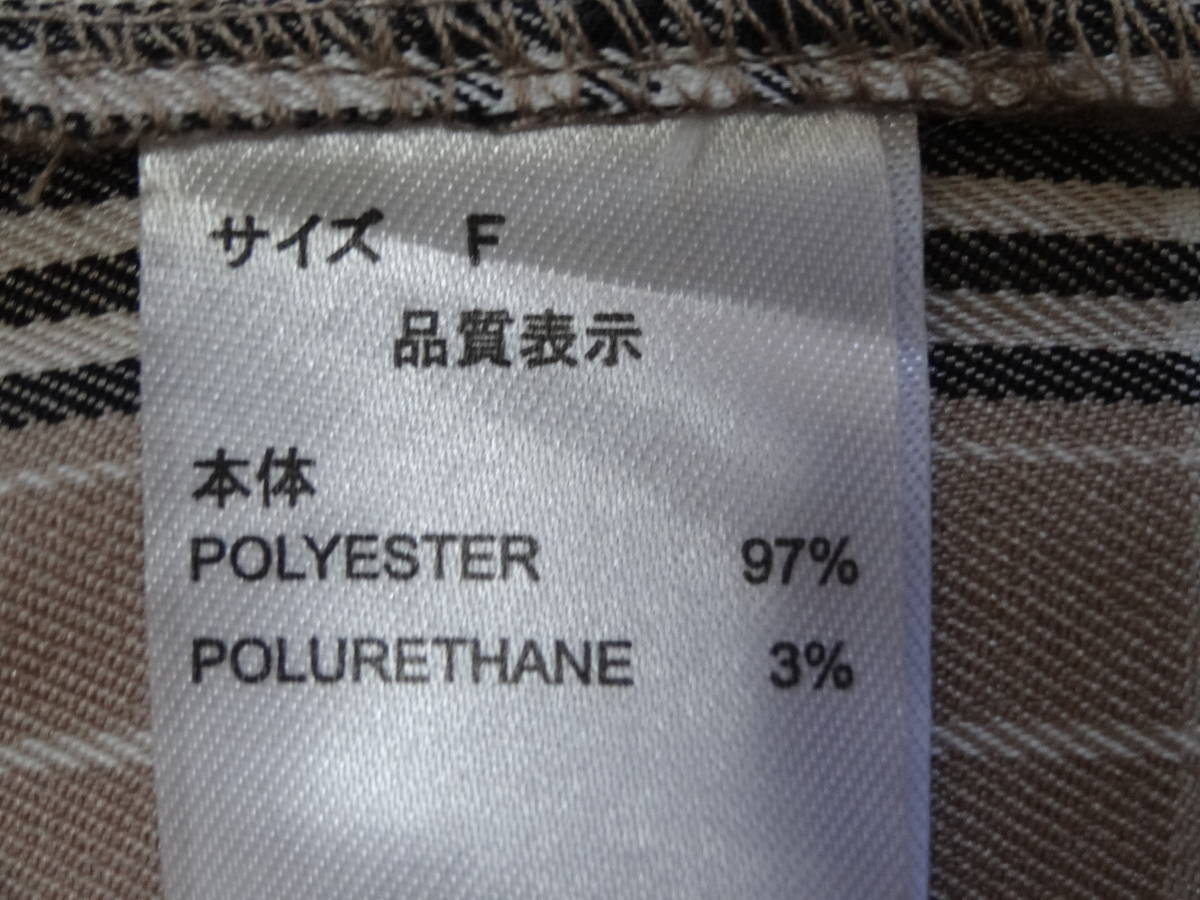 サイズ F
品質表示
本体
POLYESTER 97%
POLURETHANE 3%